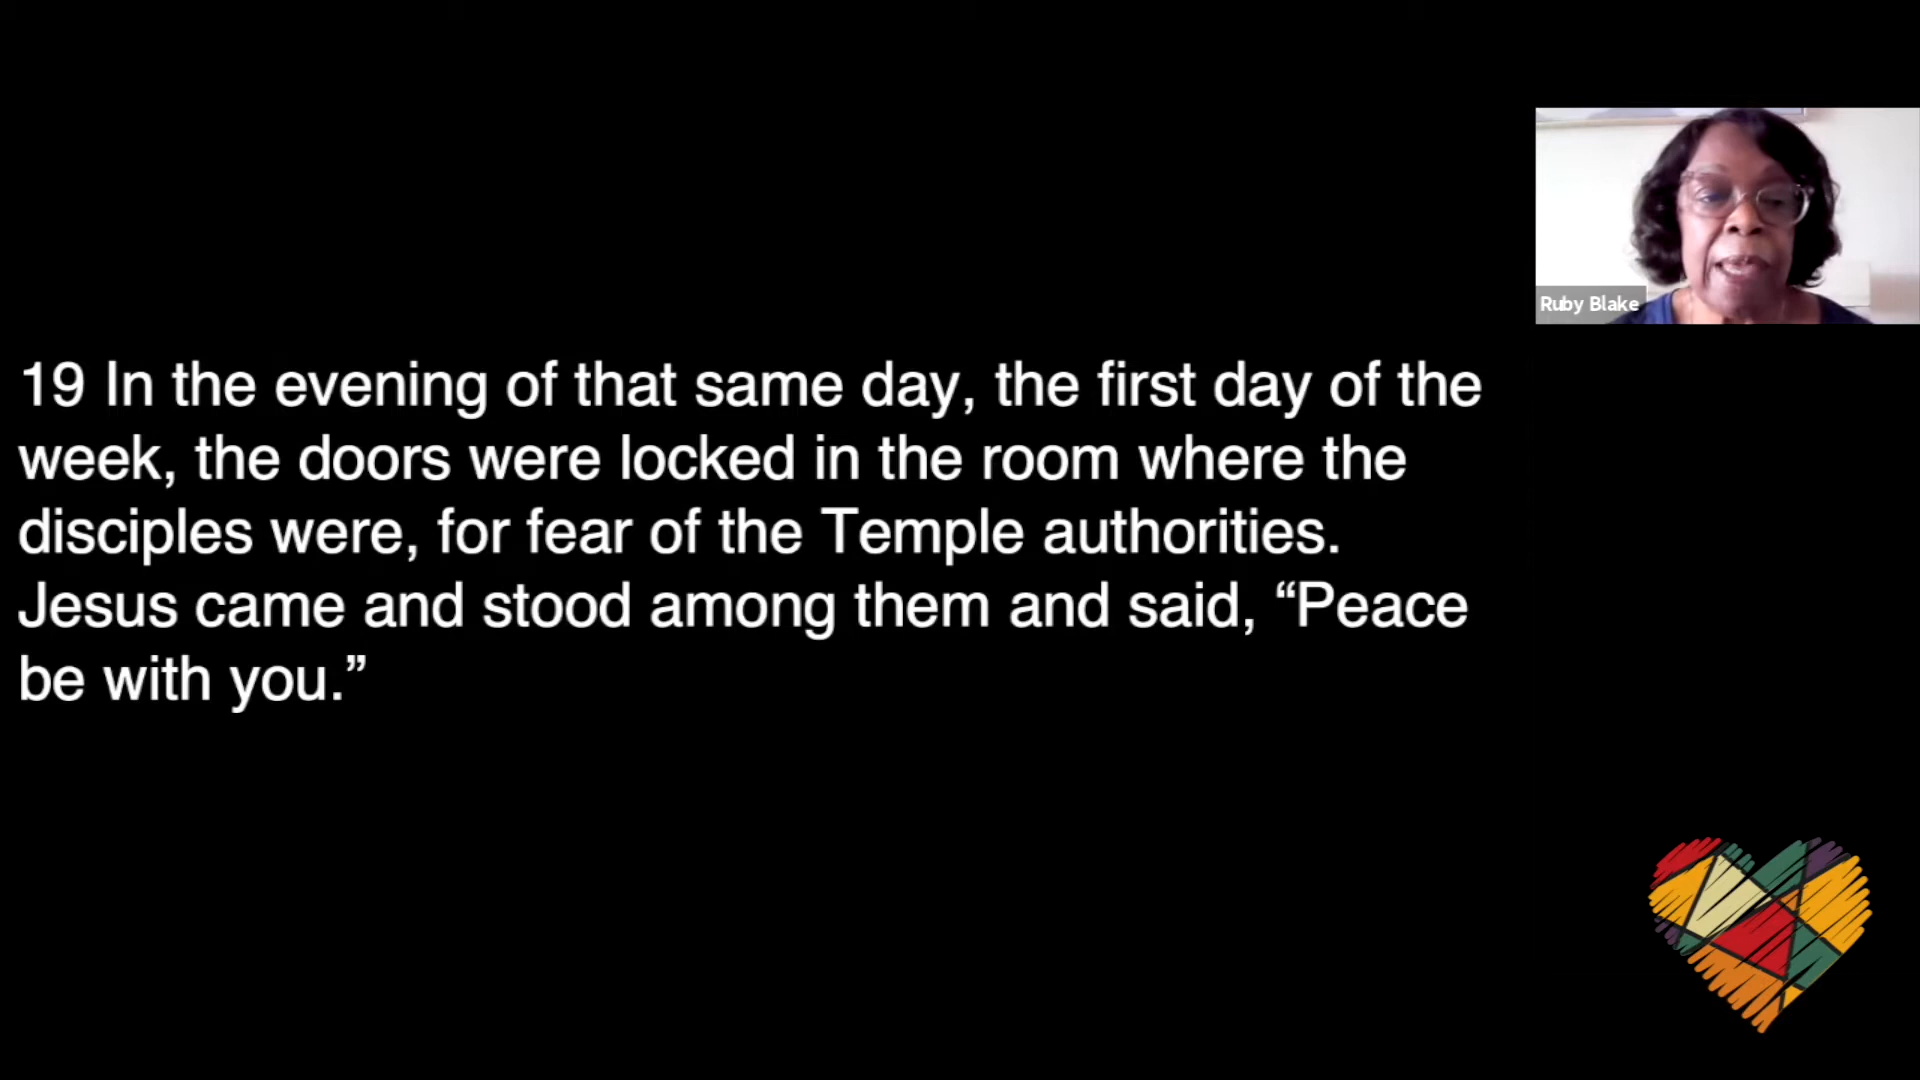 Ruby Blake
19 In the evening of that same day, the first day of the
week, the doors were locked in the room where the
disciples were, for fear of the Temple authorities.
Jesus came and stood among them and said, “Peace
be with you.”